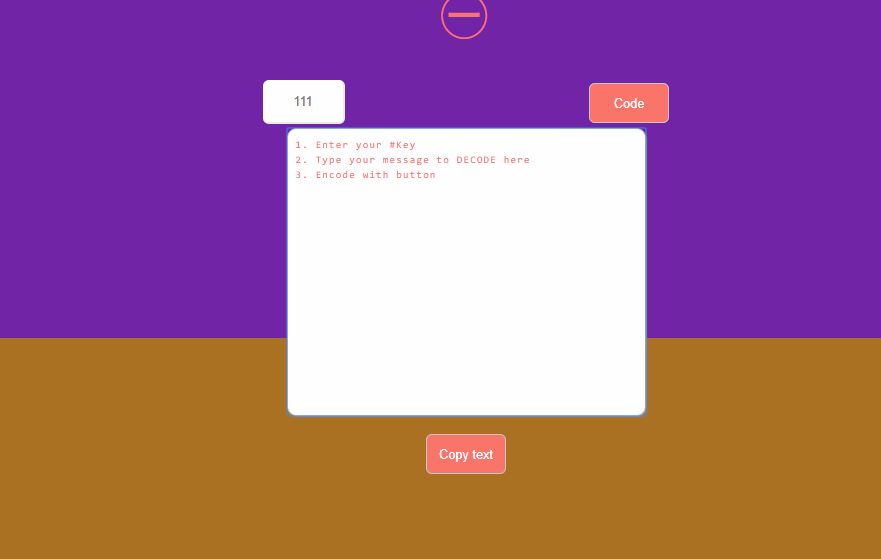 111
Code
1. Enter your #Key
2. Type your message to DECODE here
3. Encode with button
Copy text